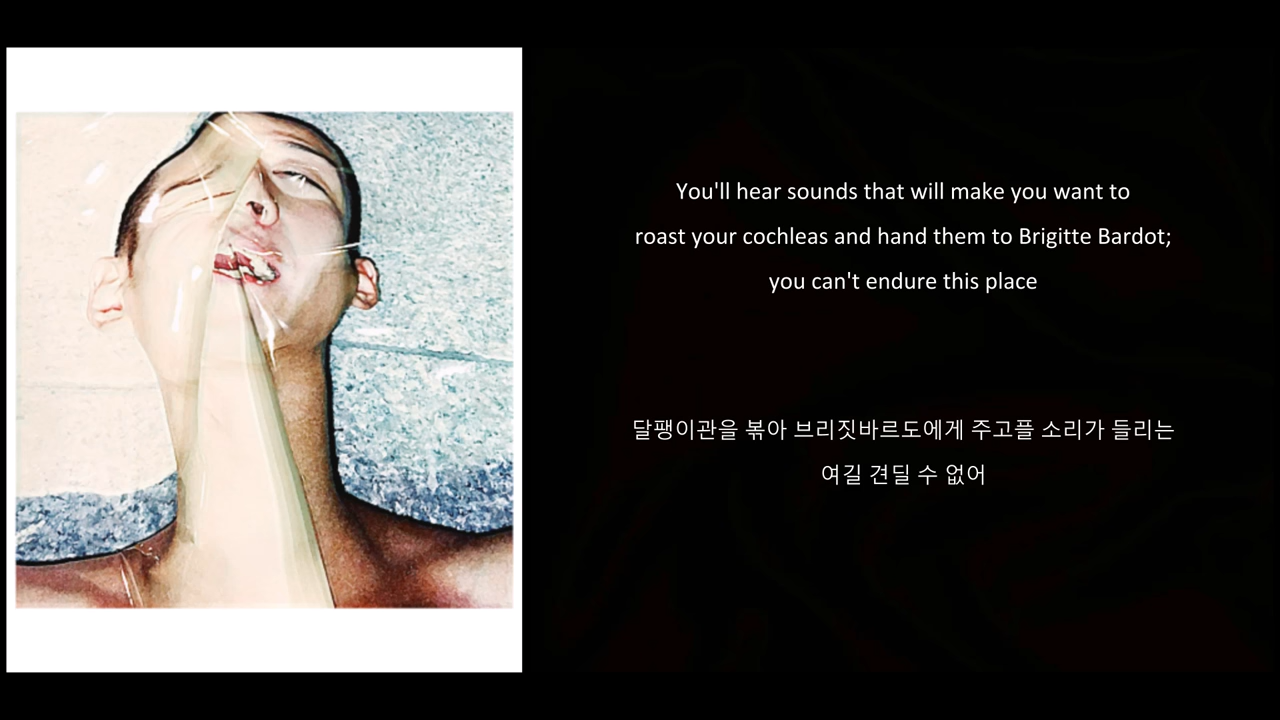 You'll hear sounds that will make you want to
roast your cochleas and hand them to Brigitte Bardot;
you can't endure this place
달팽이관을 볶아 브리짓바르도에게 주고플 소리가 들리는
여길 견딜 수 없어